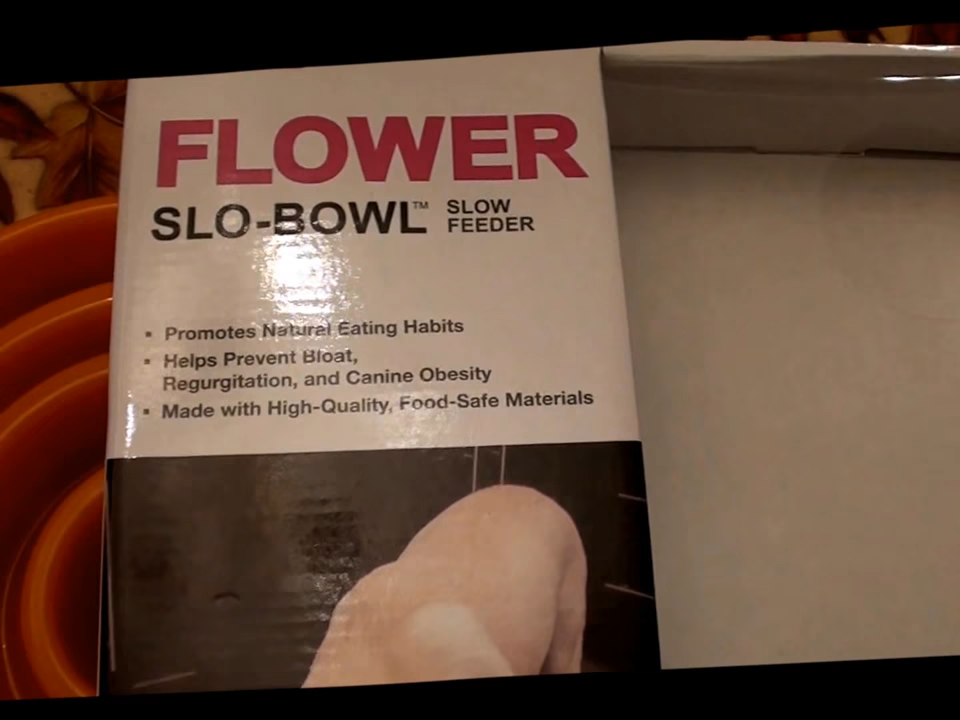 FLOWER
SLO-BOWL™ SLOW
FEEDER
▪ Promotes Natural Eating Habits
▪ Helps Prevent Bloat,
Regurgitation, and Canine Obesity
▪ Made with High-Quality, Food-Safe Materials